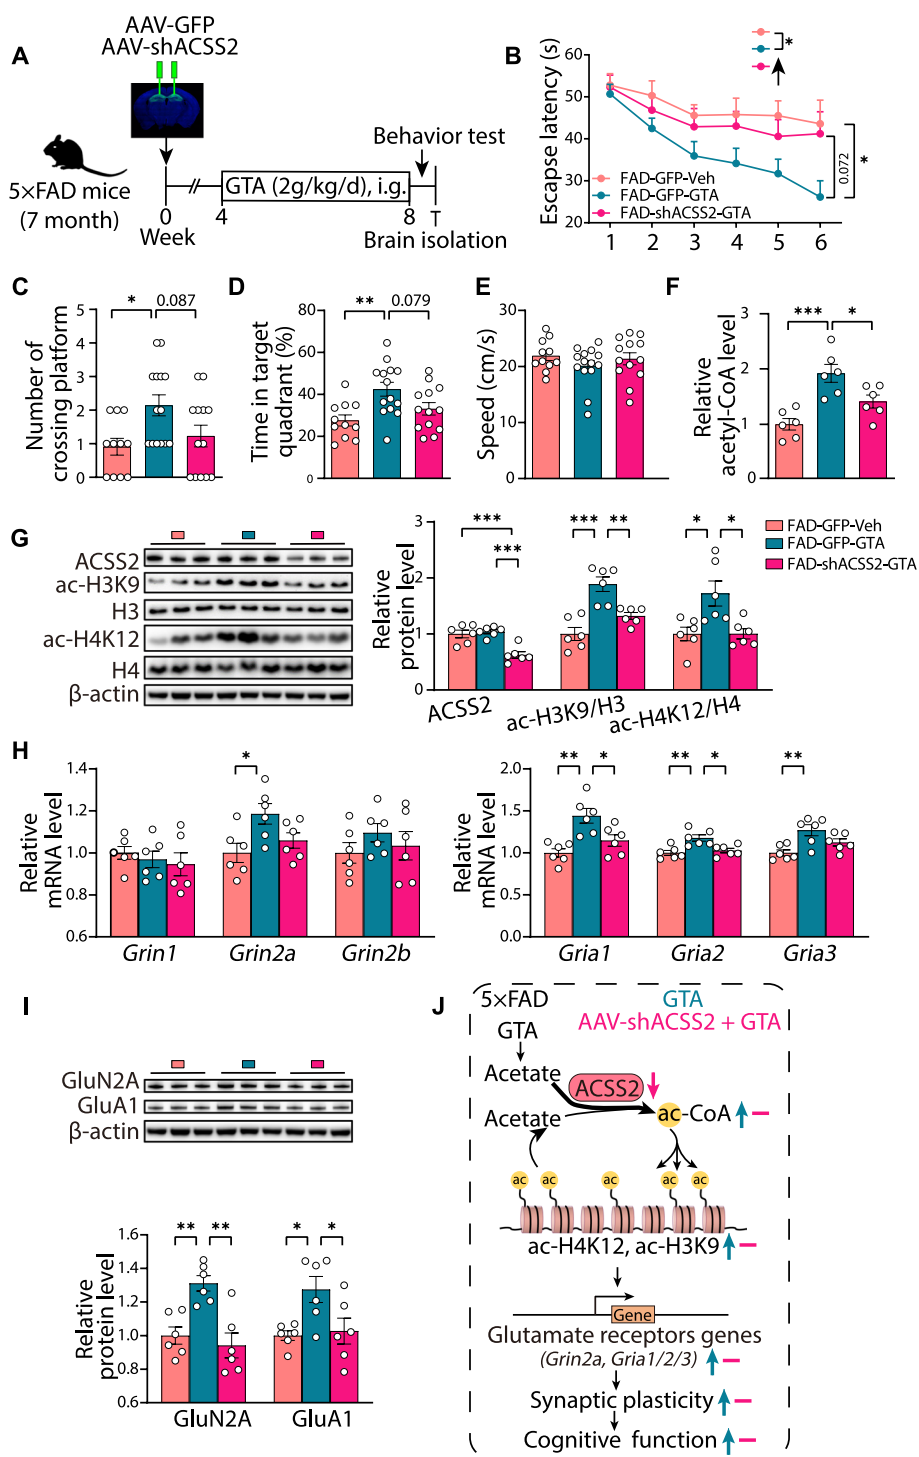 A
AAV-GFP
AAV-shACSS2
5×FAD mice
(7 month)
Behavior test
GTA (2g/kg/d), i.g.
0
4
8
T
Week
Brain isolation
B
Escapse latency (s)
60
50
40
30
20
1 2 3 4 5 6
*
0.072
*
FAD-GFP-Veh
FAD-GFP-GTA
FAD-shACSS2-GTA
C
Number of
crossing platform
5
4
3
2
1
0
*
0.087
D
Time in target
quadrant (%)
80
60
40
20
0
**
0.079
E
Speed (cm/s)
30
20
10
0
F
Relative
acetyl-CoA level
3
2
1
0
***
*
G
ACSS2
ac-H3K9
H3
ac-H4K12
H4
β-actin
Relative
protein level
3
2
1
0
***
***
***
**
*
*
ACSS2
ac-H3K9/H3
ac-H4K12/H4
FAD-GFP-Veh
FAD-GFP-GTA
FAD-shACSS2-GTA
H
Relative
mRNA level
1.4
1.2
1.0
0.8
0.6
*
Grin1
Grin2a
Grin2b
Relative
mRNA level
2.0
1.5
1.0
0.5
0.0
**
*
**
*
**
Gria1
Gria2
Gria3
I
GluN2A
GluA1
β-actin
Relative
protein level
1.6
1.4
1.2
1.0
0.8
0.6
**
**
*
*
GluN2A
GluA1
J
5×FAD
GTA
AAV-shACSS2 + GTA
GTA
Acetate
ACSS2
Acetate
ac-CoA
ac
ac
ac
ac
ac
ac-H4K12, ac-H3K9
Gene
Glutamate receptors genes
(Grin2a, Gria1/2/3)
Synaptic plasticity
Cognitive function